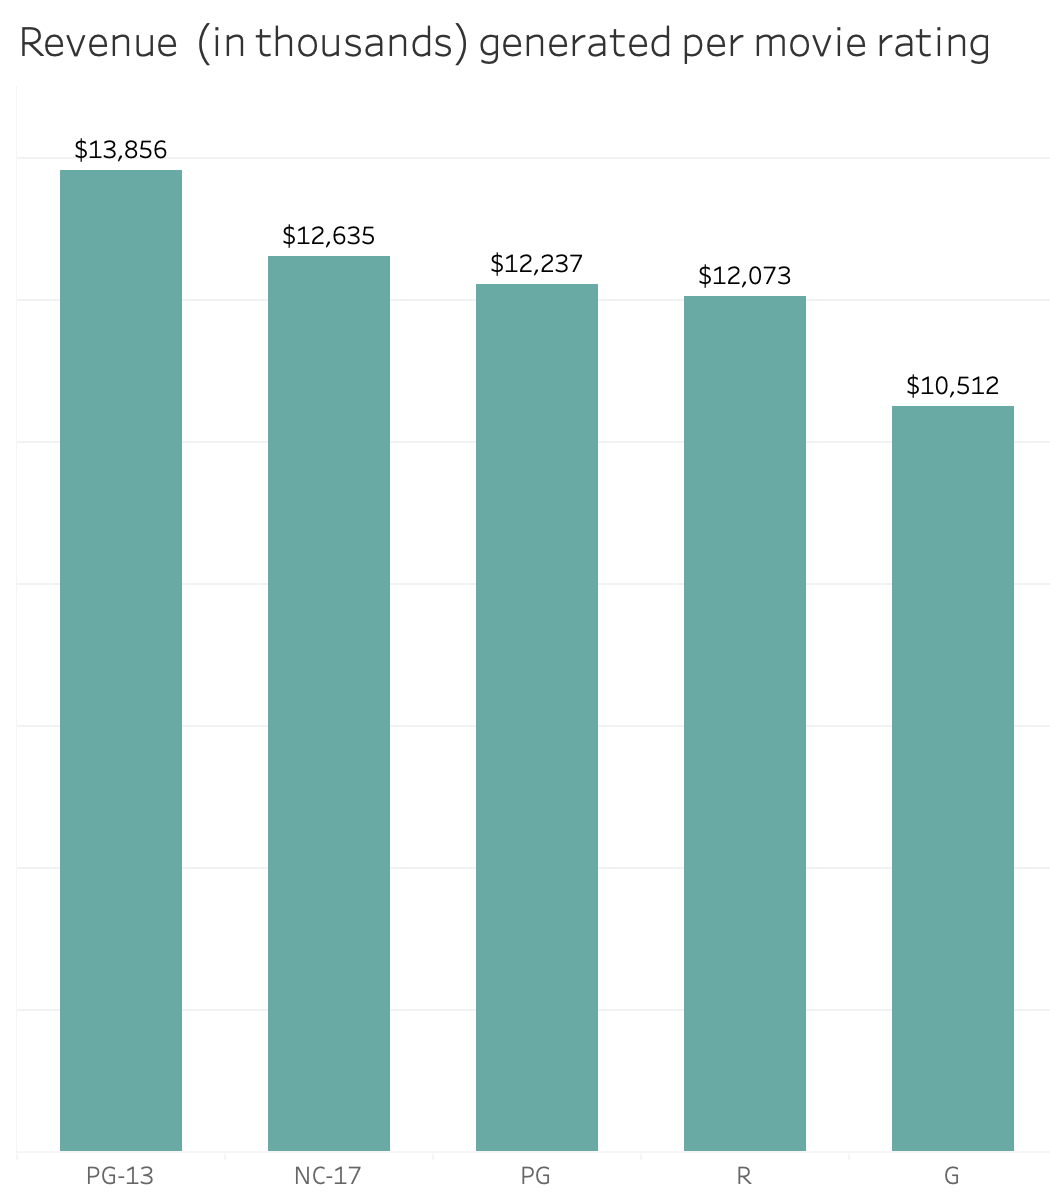 Revenue  (in thousands) generated per movie rating
$13,856
$12,635
$12,237
$12,073
$10,512
PG-13
NC-17
PG
R
G